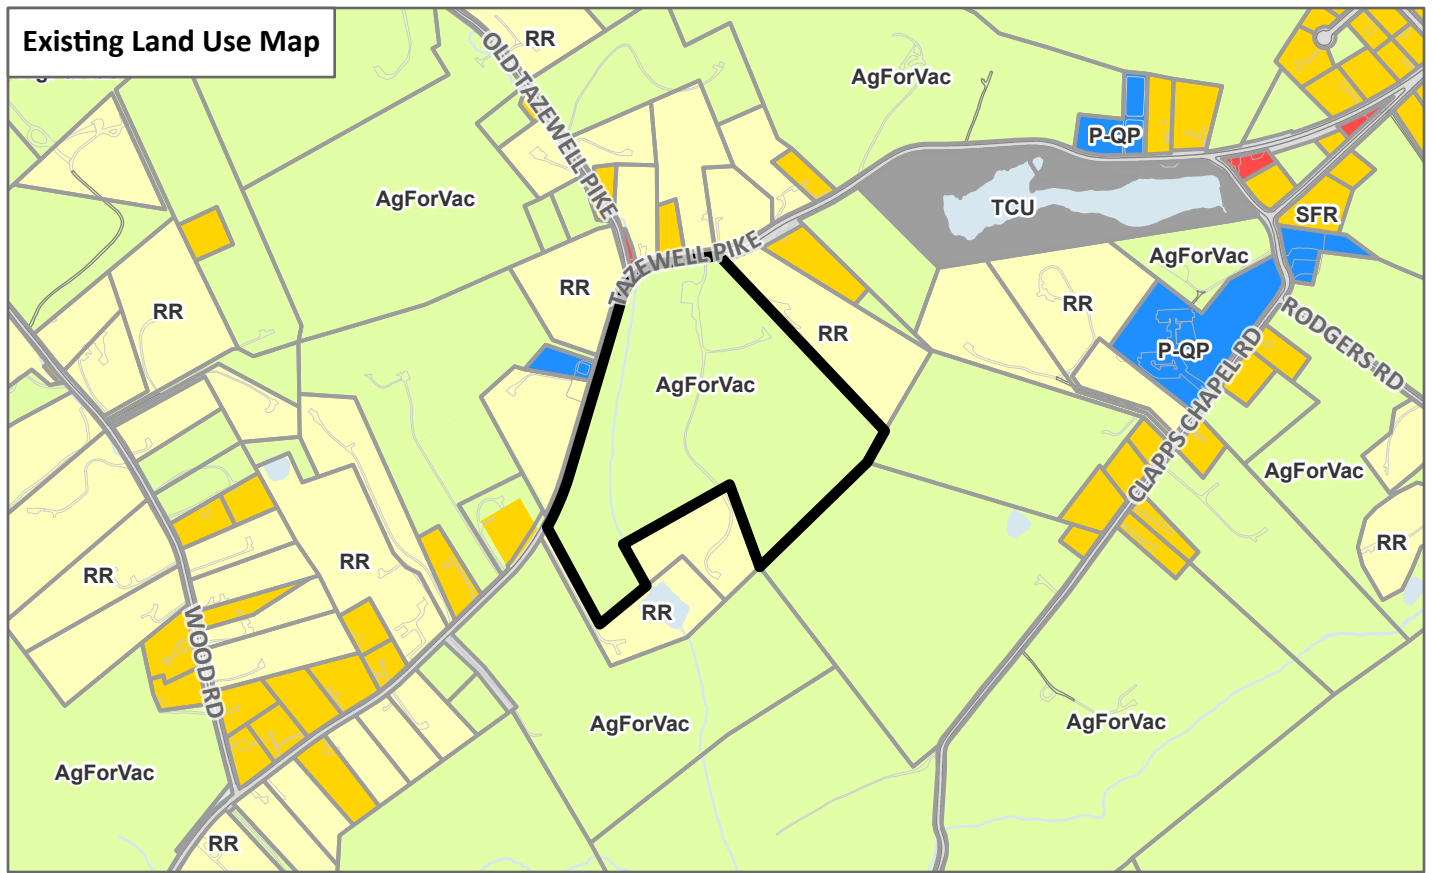 Existing Land Use Map
RR
OLD TAZEWELL PIKE
AgForVac
P-QP
AgForVac
TCU
SFR
TAZEWELL PIKE
AgForVac
RR
RR
RR
RR
RODGERS RD
P-QP
AgForVac
CLAPPS CHAPEL RD
AgForVac
RR
RR
RR
RR
WOOD RD
AgForVac
AgForVac
AgForVac
RR